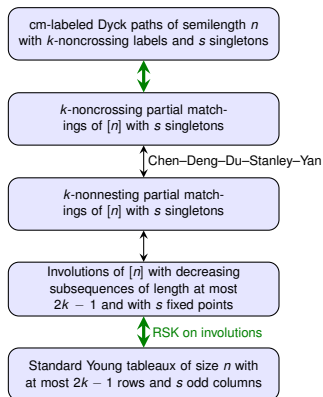 cm-labeled Dyck paths of semilength n
with k-noncrossing labels and s singletons
k-noncrossing partial match-
ings of [n] with s singletons
Chen–Deng–Du–Stanley–Yan
k-nonnesting partial match-
ings of [n] with s singletons
Involutions of [n] with decreasing
subsequences of length at most
2k − 1 and with s fixed points
RSK on involutions
Standard Young tableaux of size n with
at most 2k − 1 rows and s odd columns